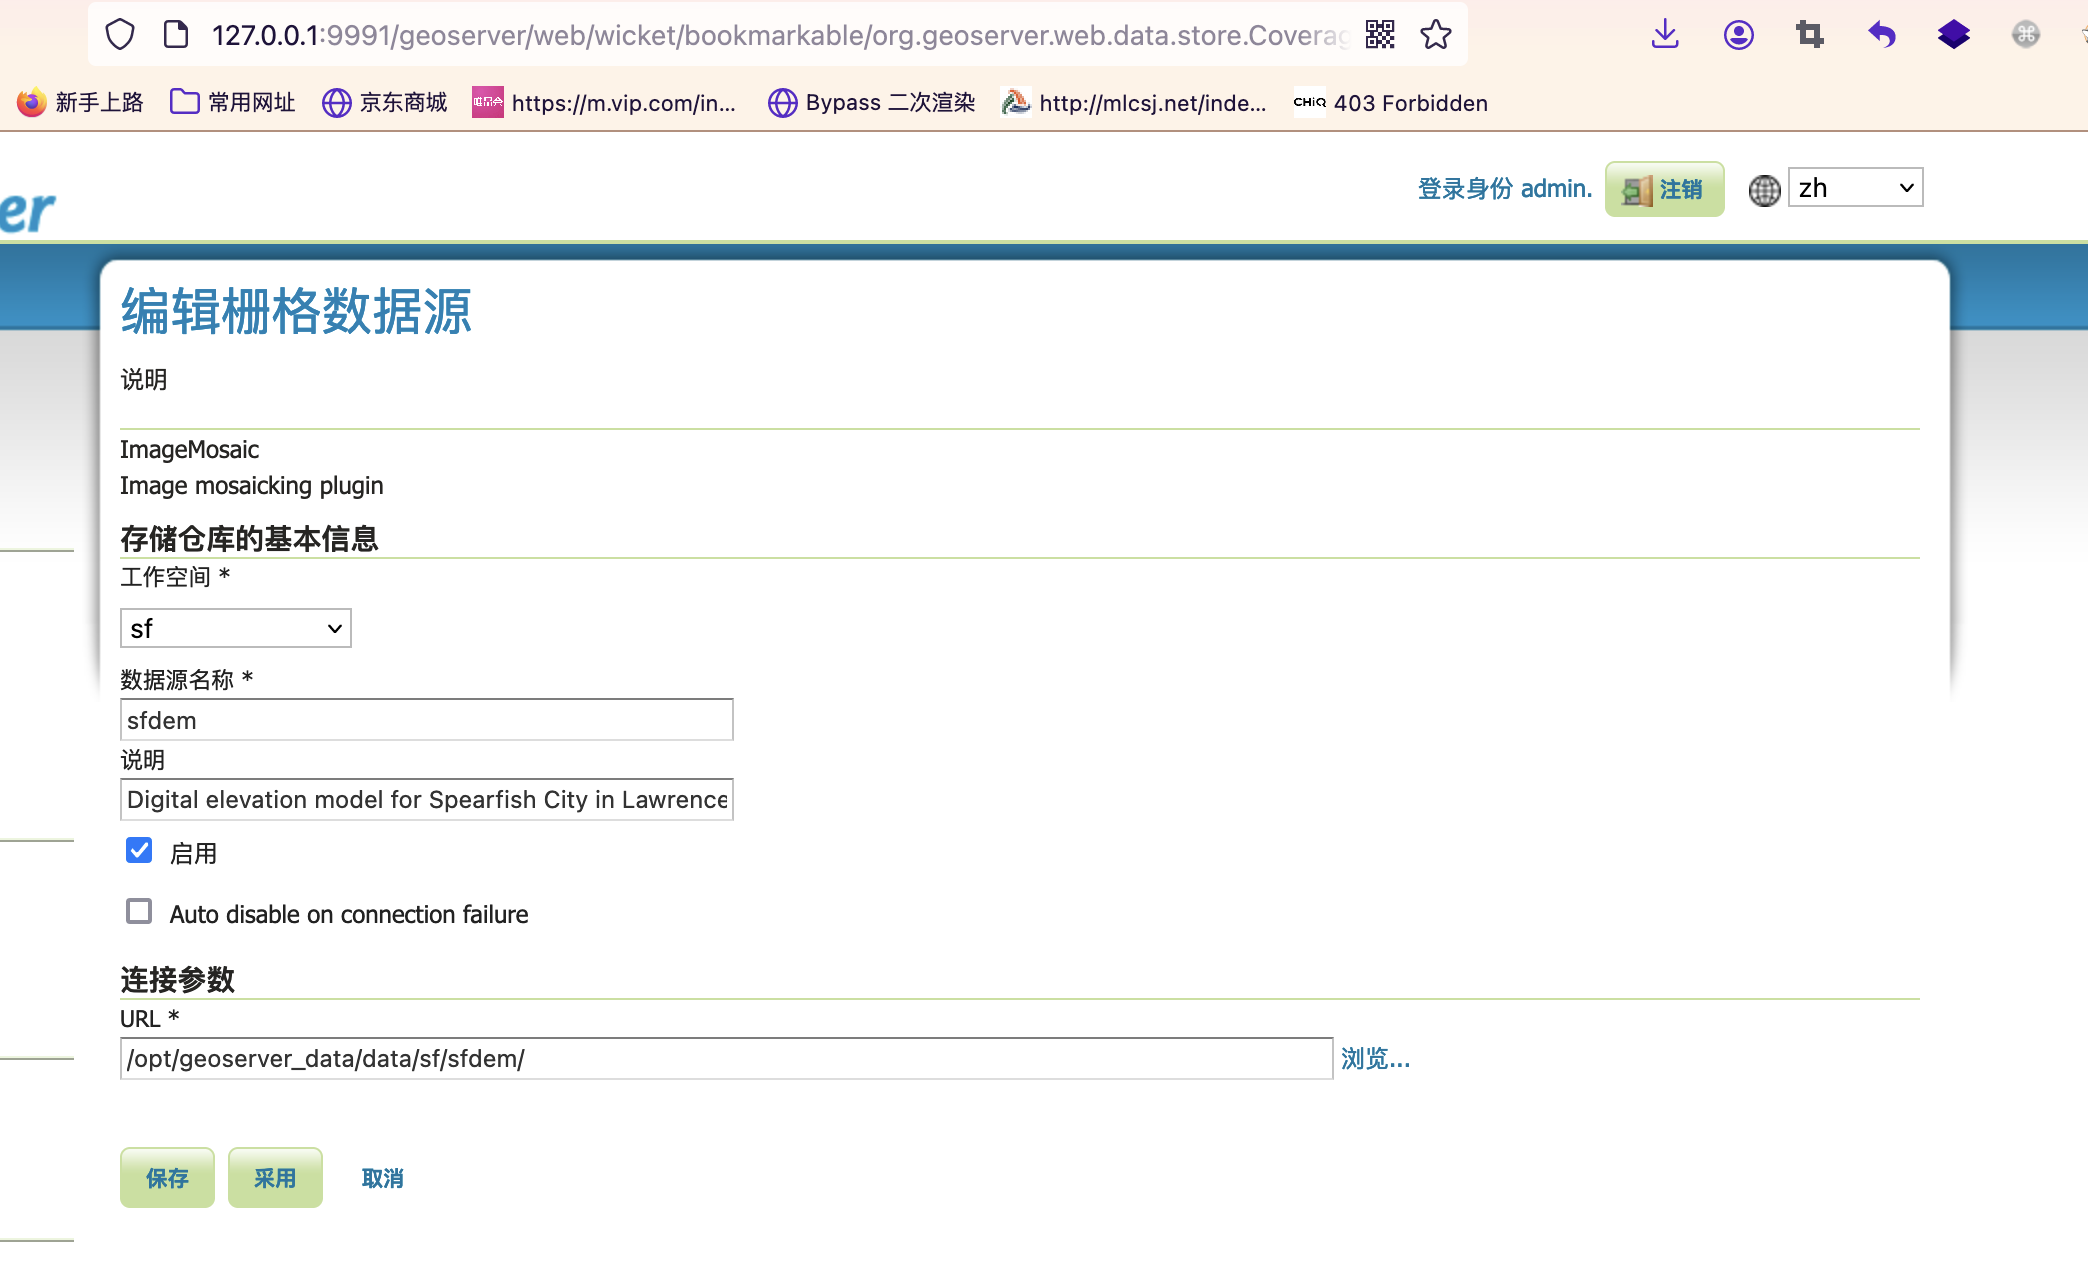 127.0.0.1:9991/geoserver/web/wicket/bookmarkable/org.geoserver.web.data.store.Coverag
新手上路 常用网址 京东商城 唯品会 https://m.vip.com/in... Bypass 二次渲染 http://mlcsj.net/inde... CHiQ 403 Forbidden
er
登录身份 admin. 注销 zh
编辑栅格数据源
说明
ImageMosaic
Image mosaicking plugin
存储仓库的基本信息
工作空间 *
sf
数据源名称 *
sfdem
说明
Digital elevation model for Spearfish City in Lawrence
启用
Auto disable on connection failure
连接参数
URL *
/opt/geoserver_data/data/sf/sfdem/ 浏览...
保存 采用 取消